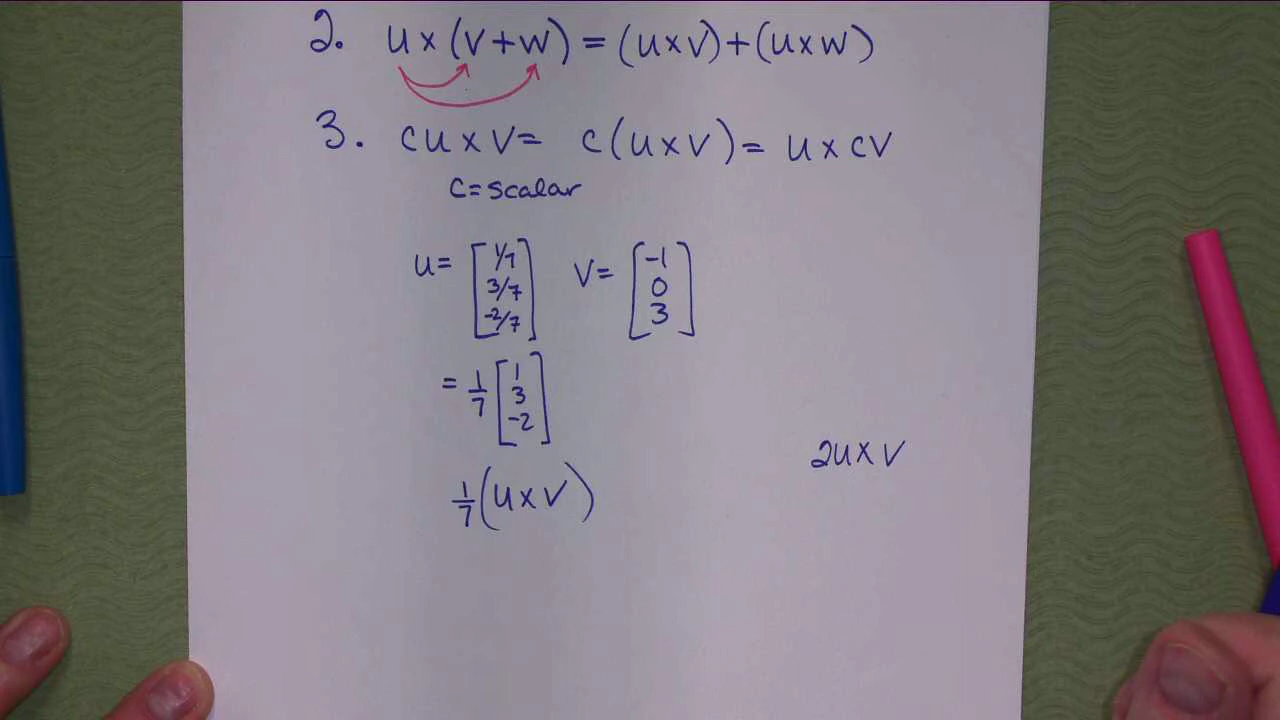 2. u × (v + w) = (u×v) + (u×w)
3. cu × v = c(u×v) = u × cv
c = scalar
u = [1/7 3/7 -2/7] v = [-1 0 3]
= 1/7 [1 3 -2]
2u×v
1/7 (u×v)